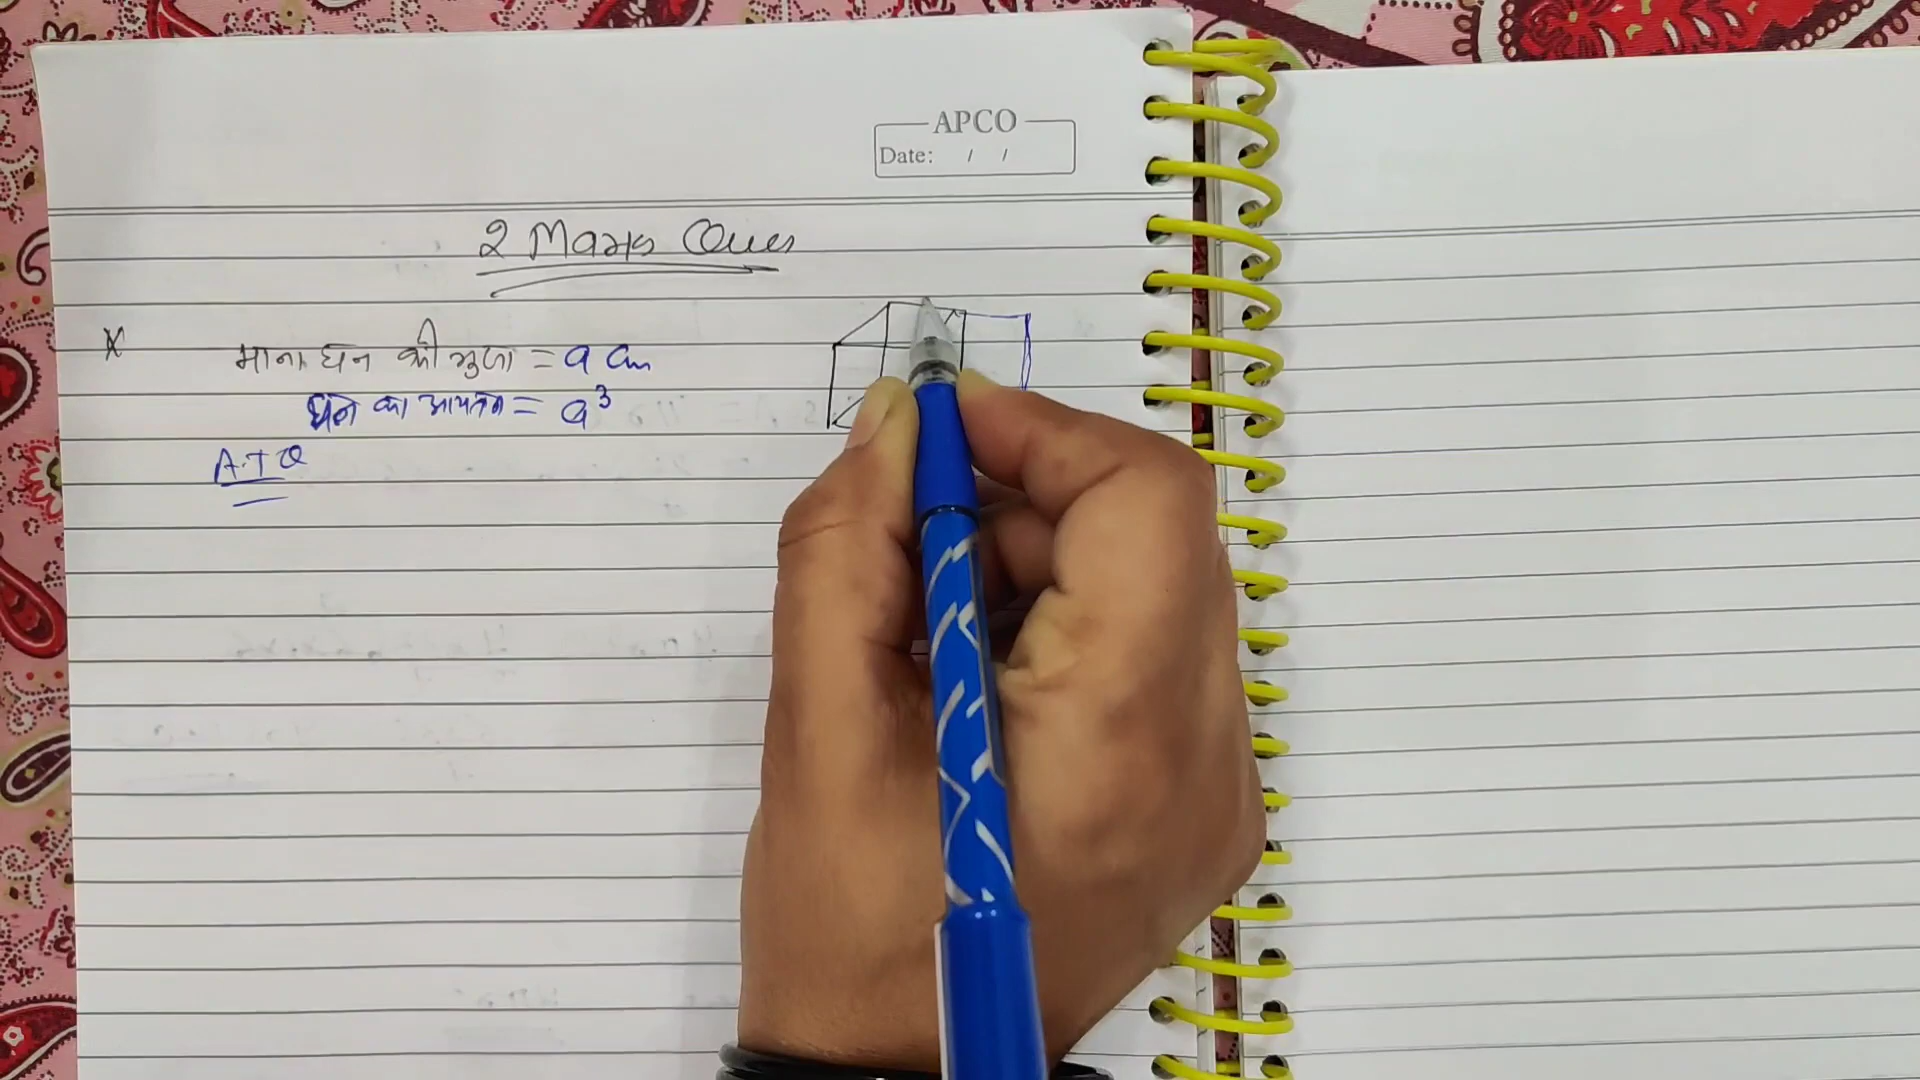 APCO
Date: / /
2 Marks Ques
माना घन की भुजा = a cm
घन का आयतन = a³
A.T.Q